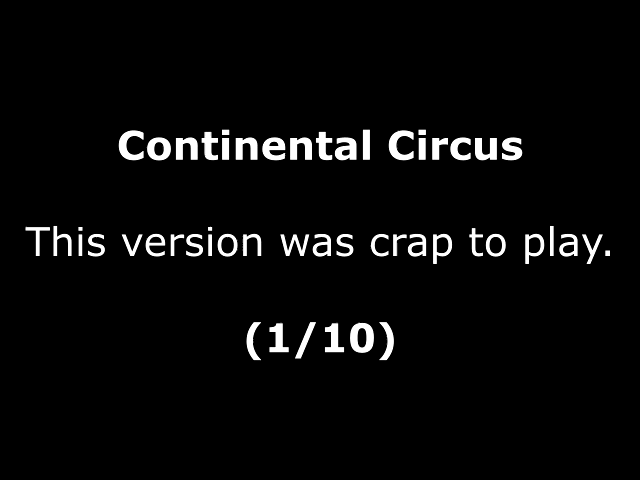 Continental Circus
This version was crap to play.
(1/10)